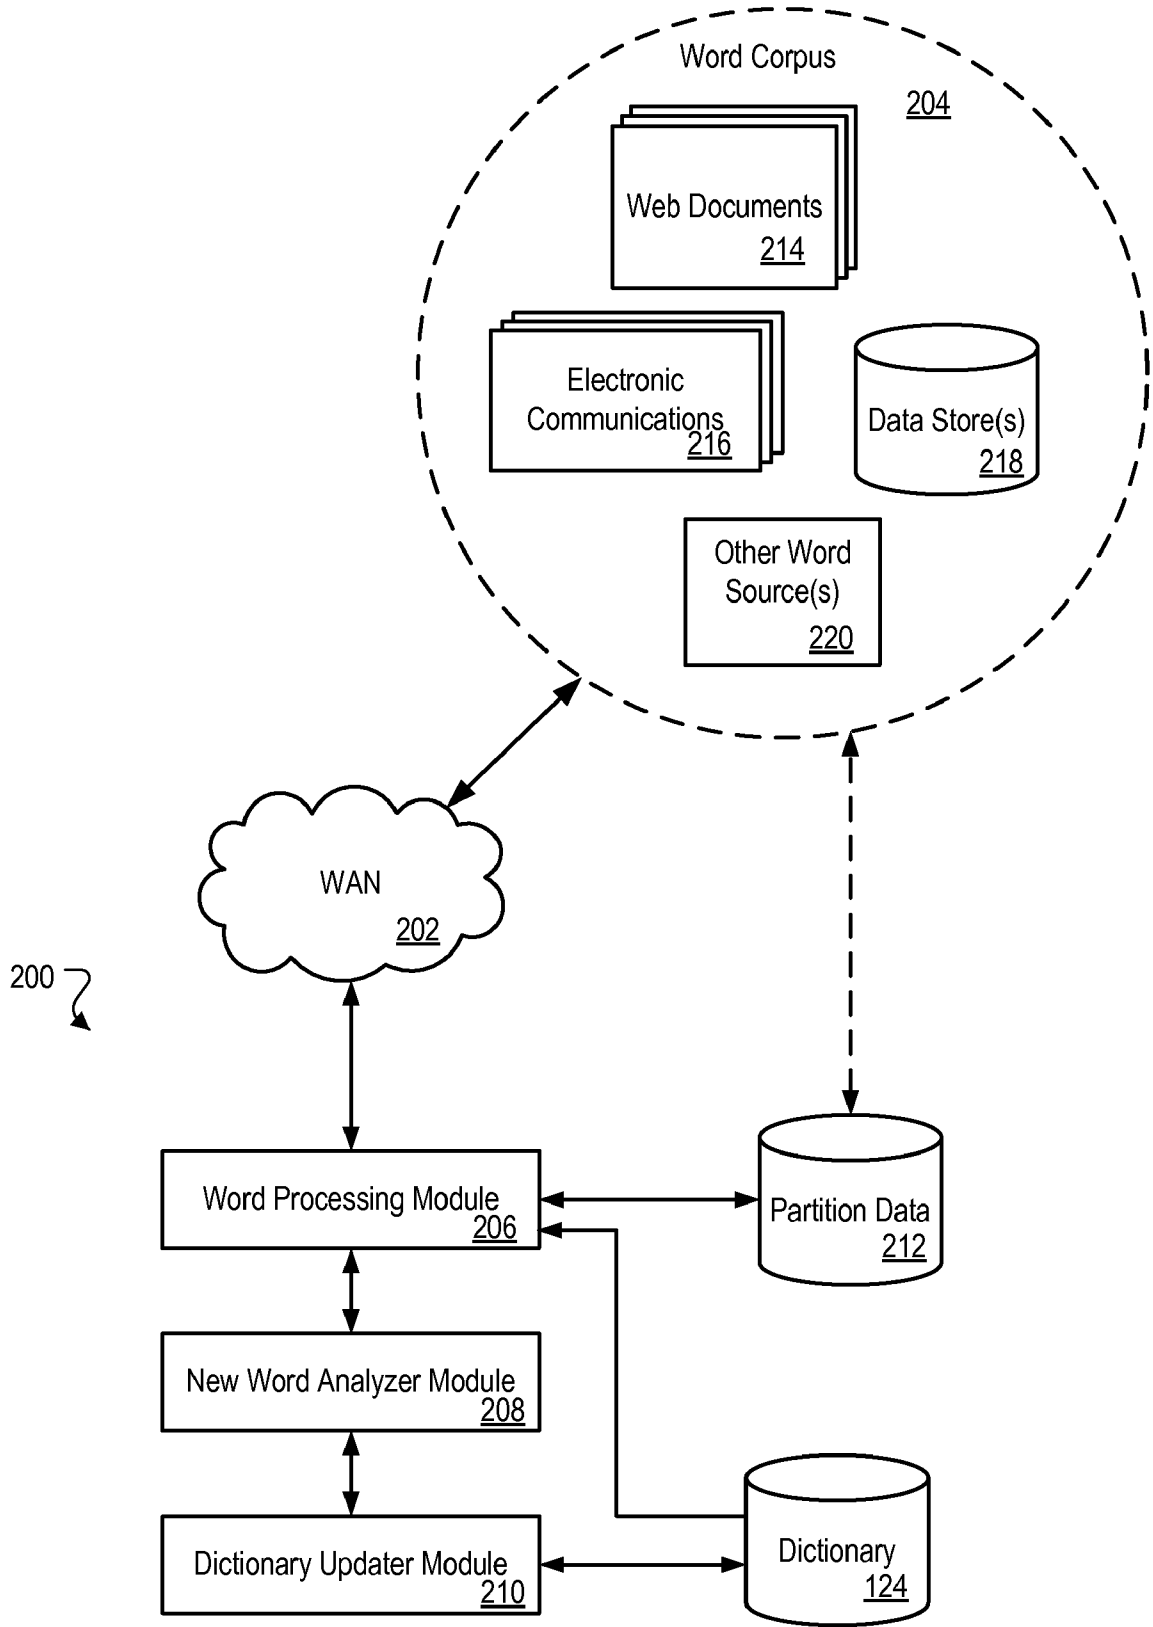 Word Corpus
204
Web Documents
214
Electronic
Communications
216
Data Store(s)
218
Other Word
Source(s)
220
WAN
202
200
Word Processing Module
206
Partition Data
212
New Word Analyzer Module
208
Dictionary Updater Module
210
Dictionary
124